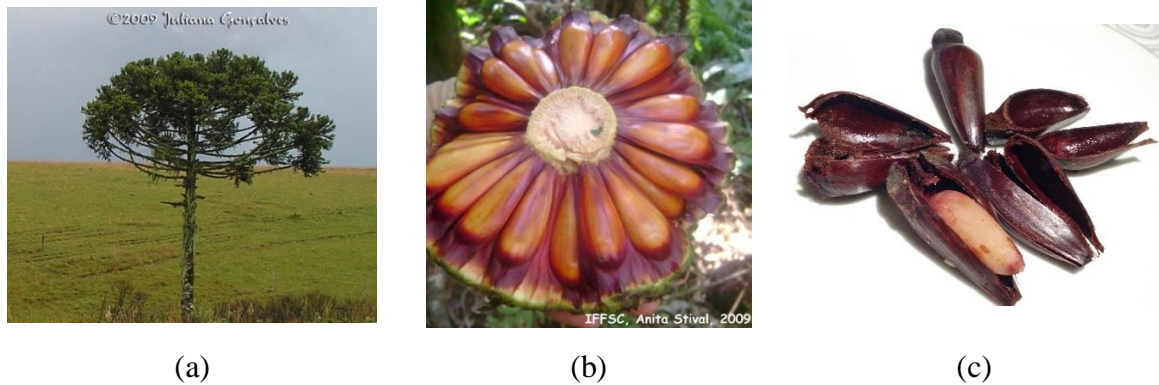 ©2009 Juliana Gonçalves
IFFSC, Anita Stival, 2009
(a)
(b)
(c)